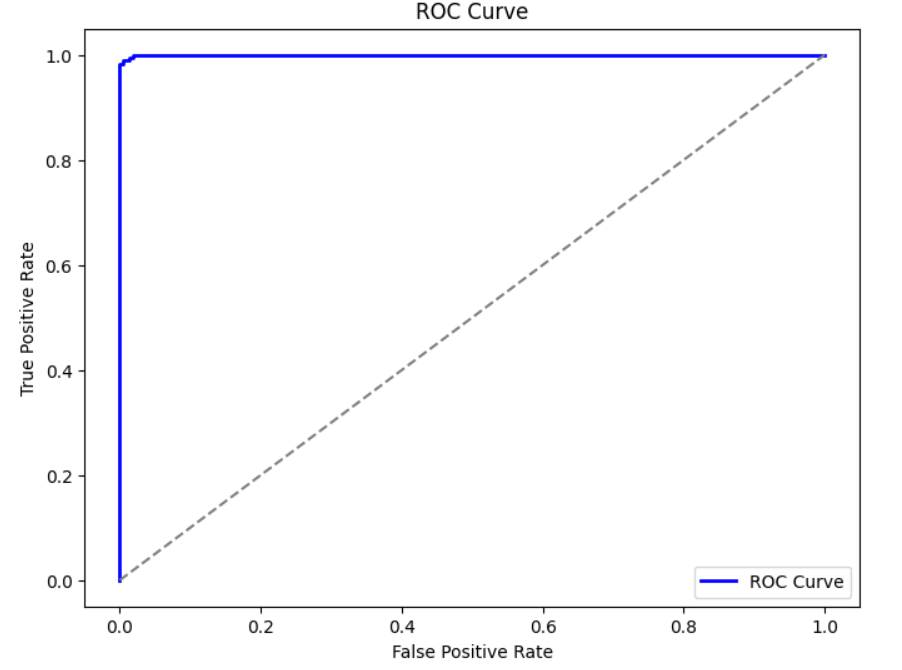 ROC Curve
1.0
0.8
0.6
0.4
0.2
0.0
True Positive Rate
ROC Curve
0.0 0.2 0.4 0.6 0.8 1.0
False Positive Rate